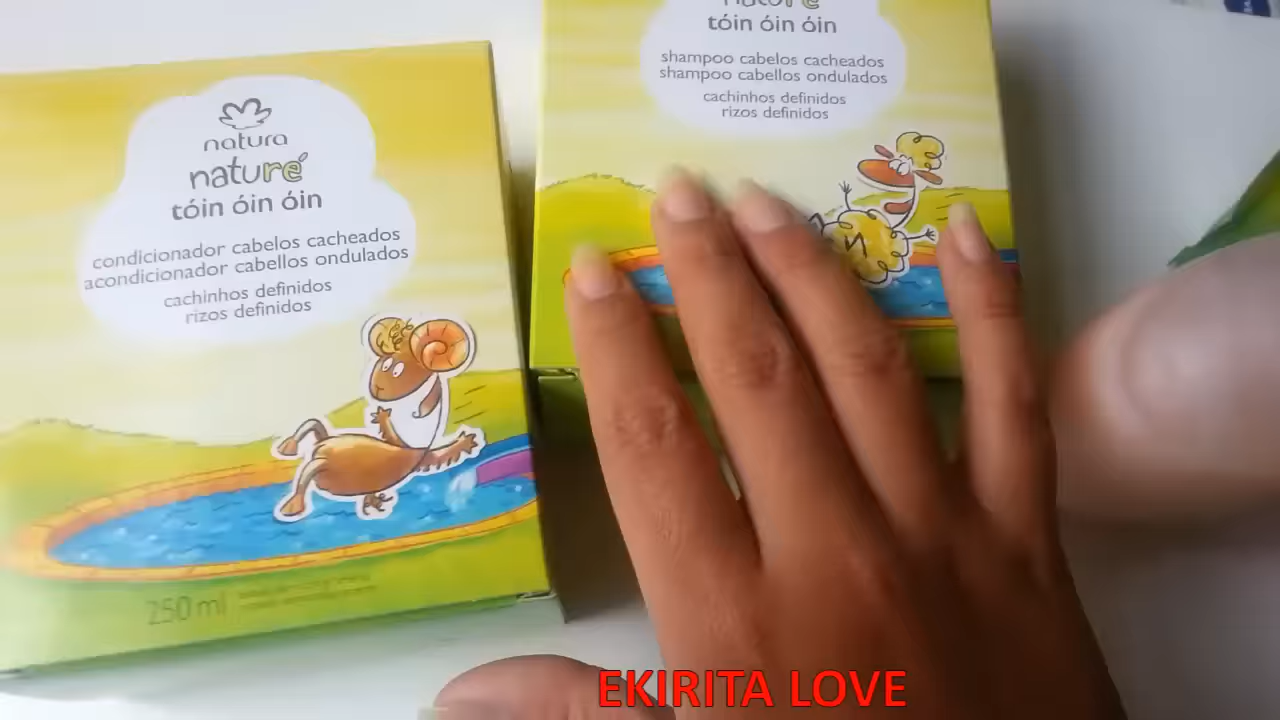 natura
naturé
tóin óin óin
condicionador cabelos cacheados
acondicionador cabellos ondulados
cachinhos definidos
rizos definidos
250 ml
naturé
tóin óin óin
shampoo cabelos cacheados
shampoo cabellos ondulados
cachinhos definidos
rizos definidos
EKIRITA LOVE